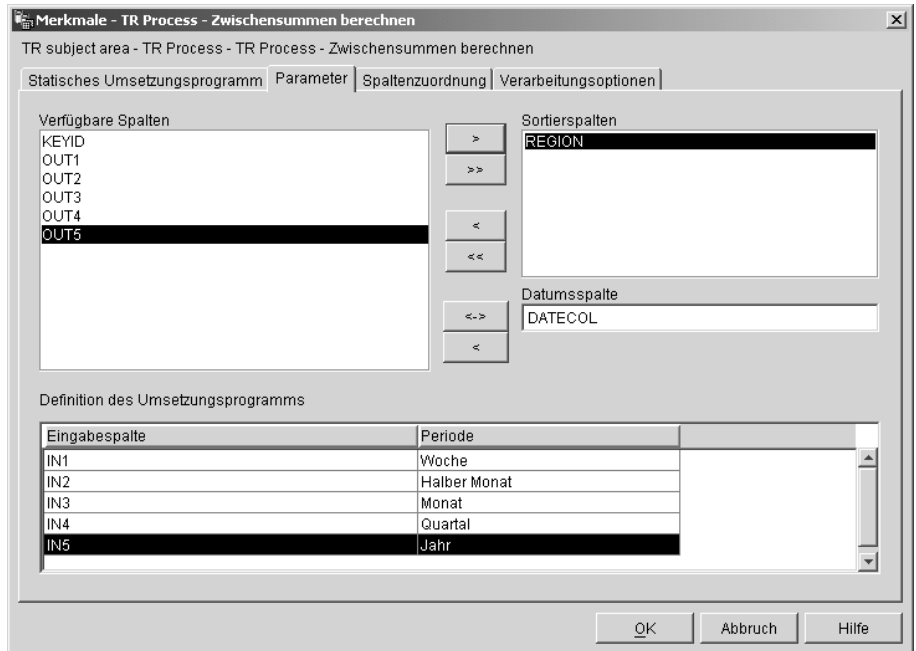 Merkmale - TR Process - Zwischensummen berechnen
TR subject area - TR Process - TR Process - Zwischensummen berechnen
Statisches Umsetzungsprogramm Parameter Spaltenzuordnung Verarbeitungsoptionen
Verfügbare Spalten
KEYID
OUT1
OUT2
OUT3
OUT4
OUT5
>
>>
<
<<
<->
<
Sortierspalten
REGION
Datumsspalte
DATECOL
Definition des Umsetzungsprogramms
Eingabespalte Periode
IN1 Woche
IN2 Halber Monat
IN3 Monat
IN4 Quartal
IN5 Jahr
OK Abbruch Hilfe